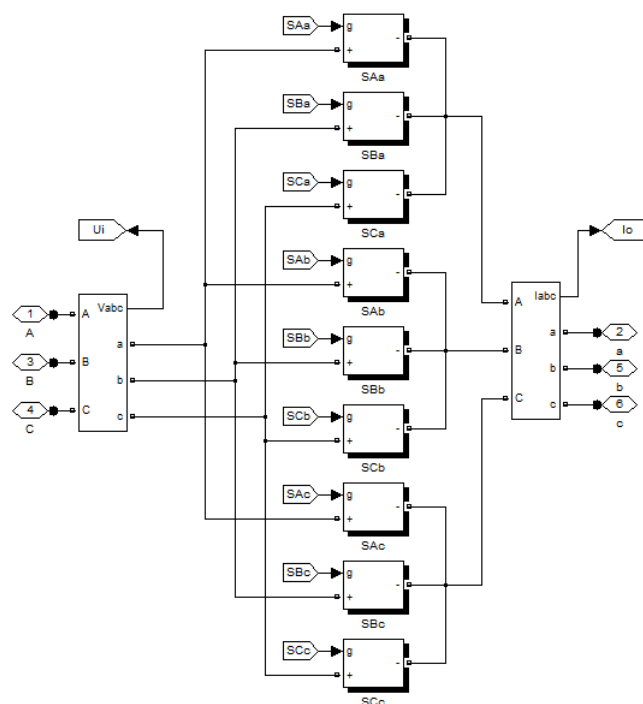 SAa
g
+
-
SAa
SBa
g
+
-
SBa
SCa
g
+
-
SCa
Ui
Io
SAb
g
+
-
SAb
Vabc
A
a
B
b
C
c
1
A
3
B
4
C
SBb
g
+
-
SBb
Iabc
A
a
B
b
C
c
2
a
5
b
6
c
SCb
g
+
-
SCb
SAc
g
+
-
SAc
SBc
g
+
-
SBc
SCc
g
+
-
SCc